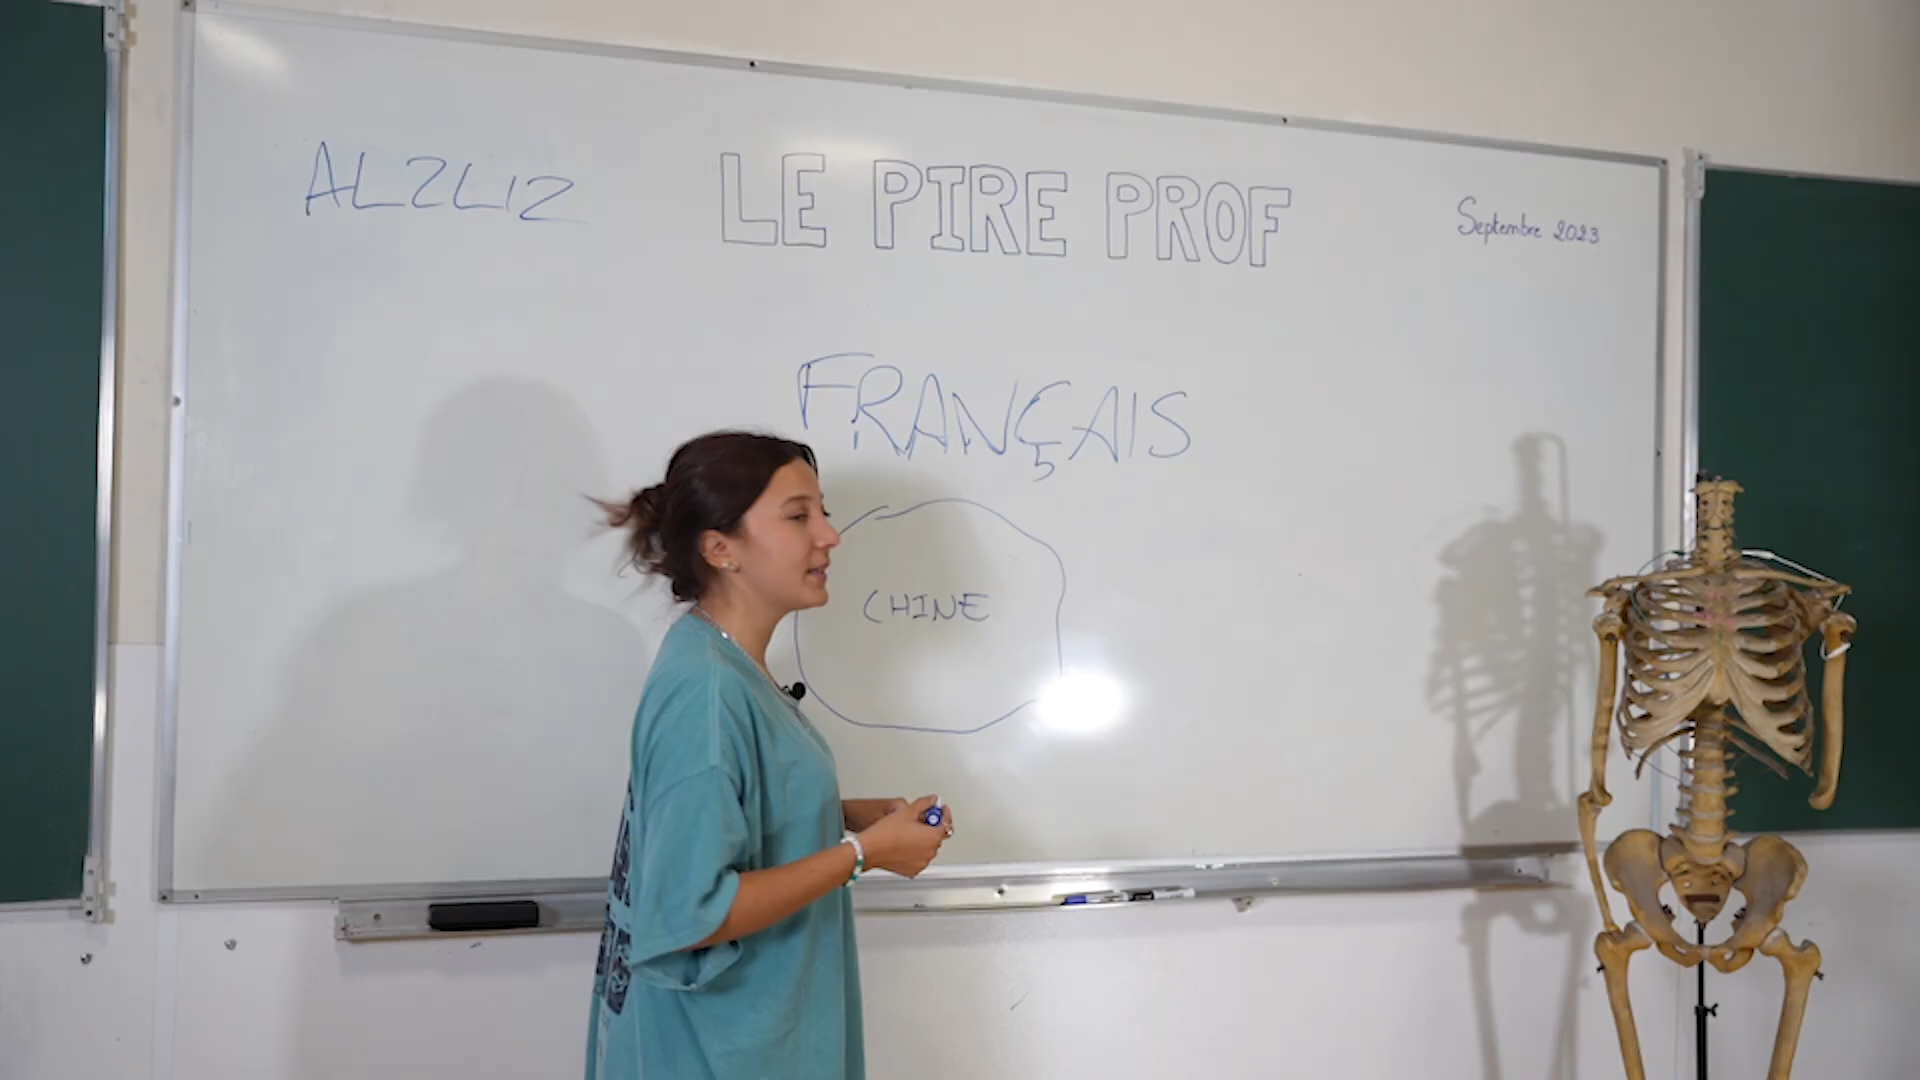 ALZLIZ
LE PIRE PROF
Septembre 2023
FRANÇAIS
CHINE